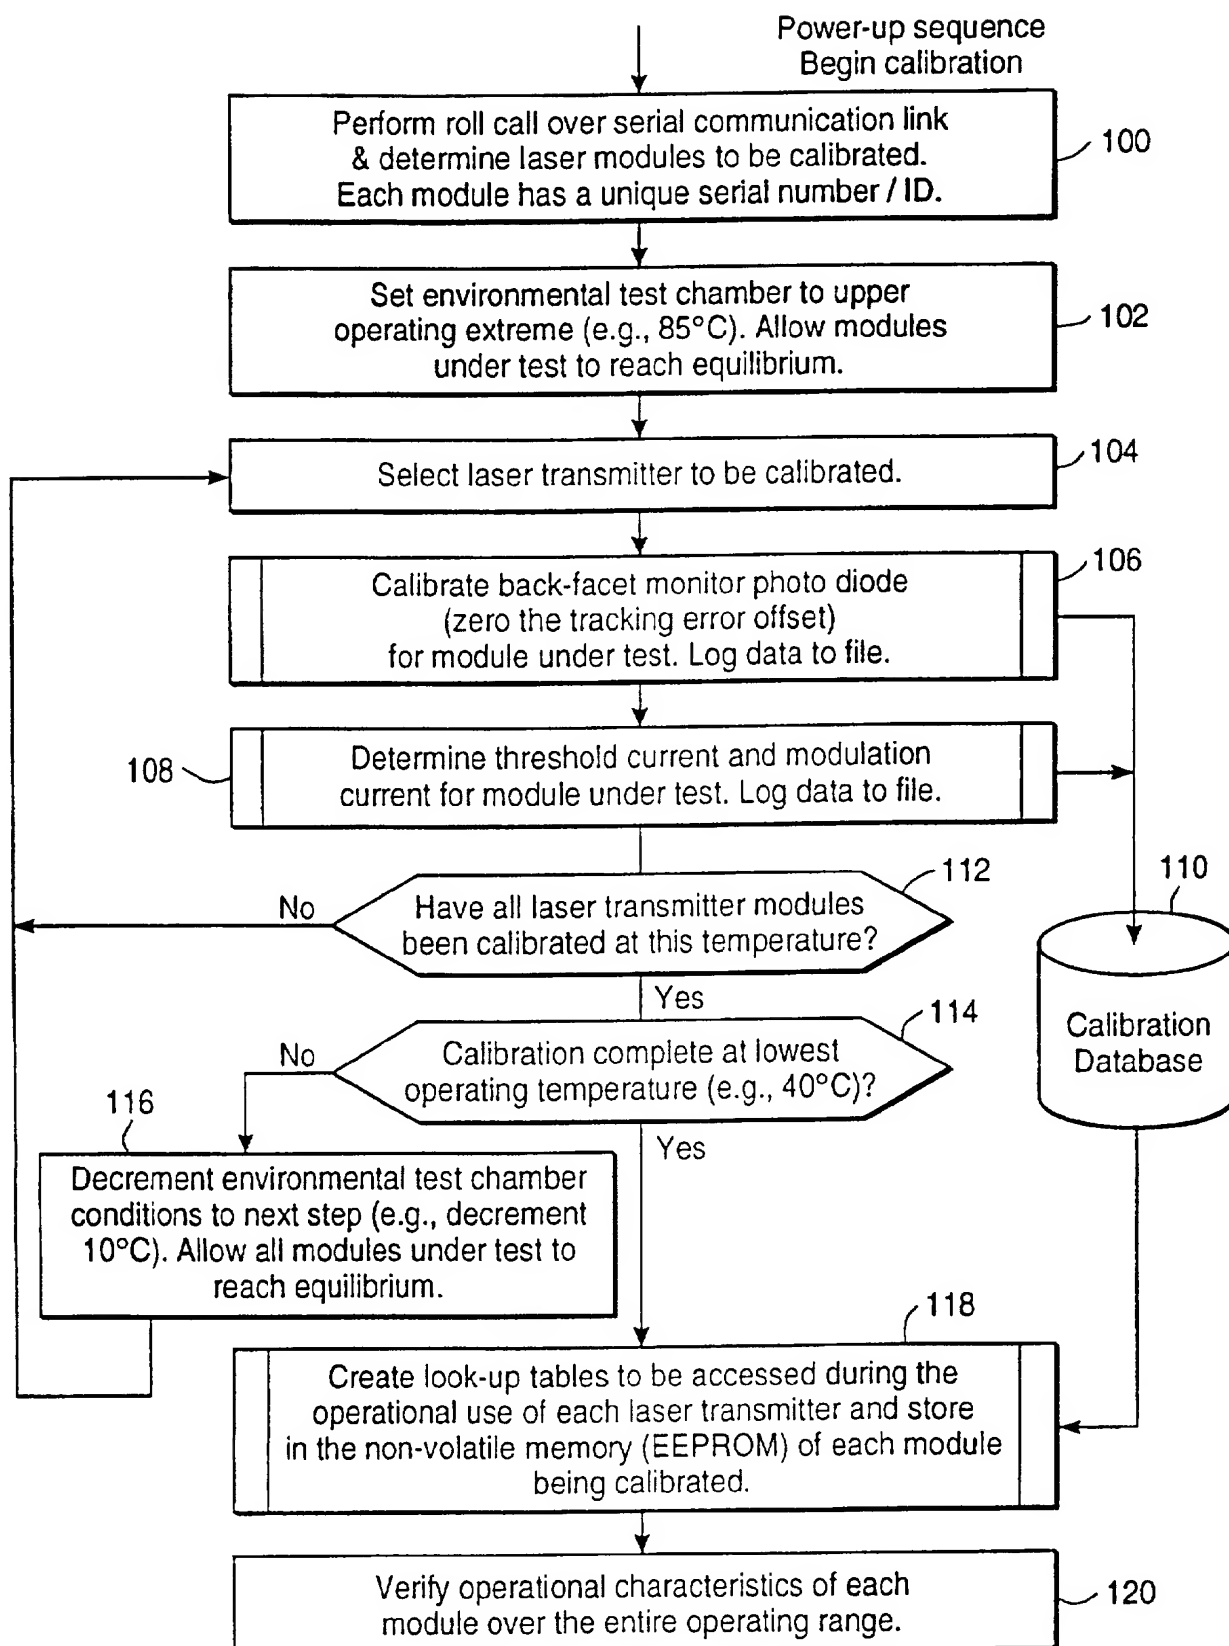 Power-up sequence
Begin calibration
Perform roll call over serial communication link
& determine laser modules to be calibrated.
Each module has a unique serial number / ID.
100
Set environmental test chamber to upper
operating extreme (e.g., 85°C). Allow modules
under test to reach equilibrium.
102
Select laser transmitter to be calibrated.
104
Calibrate back-facet monitor photo diode
(zero the tracking error offset)
for module under test. Log data to file.
106
Determine threshold current and modulation
current for module under test. Log data to file.
108
Have all laser transmitter modules
been calibrated at this temperature?
112
No
Yes
110
Calibration
Database
Calibration complete at lowest
operating temperature (e.g., 40°C)?
114
No
Yes
116
Decrement environmental test chamber
conditions to next step (e.g., decrement
10°C). Allow all modules under test to
reach equilibrium.
118
Create look-up tables to be accessed during the
operational use of each laser transmitter and store
in the non-volatile memory (EEPROM) of each module
being calibrated.
Verify operational characteristics of each
module over the entire operating range.
120